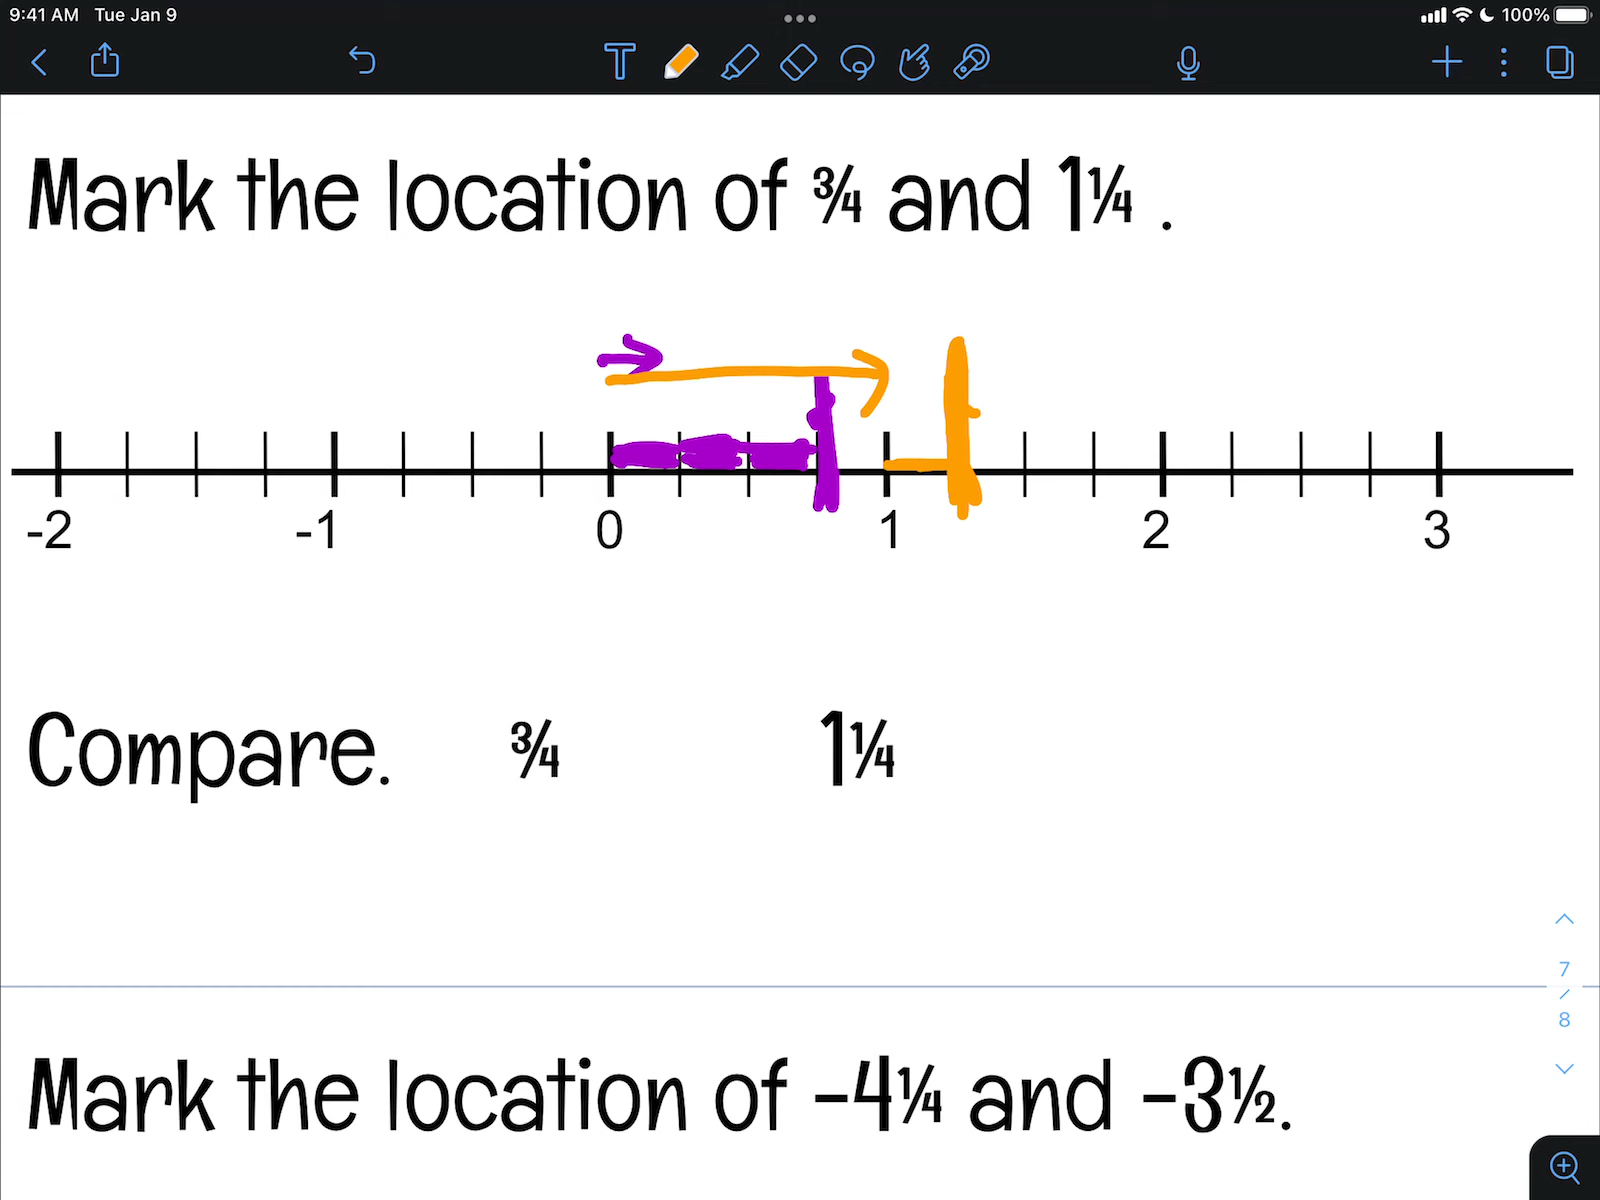 9:41 AM Tue Jan 9 100%
Mark the location of ¾ and 1¼ .
-2 -1 0 1 2 3
Compare. ¾ 1¼
7
/
8
Mark the location of -4¼ and -3½.